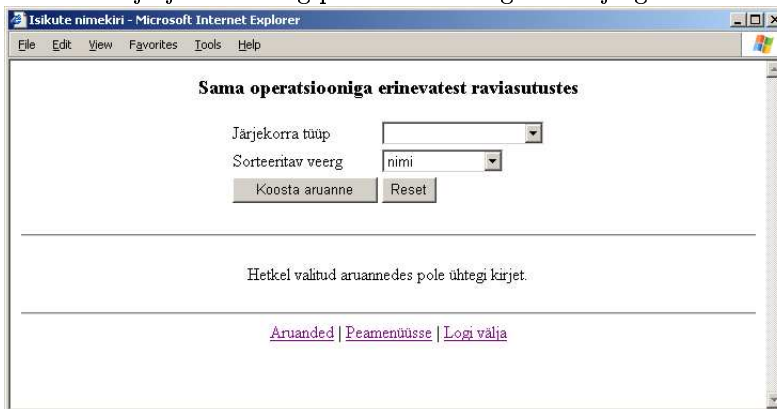 Isikute nimekiri - Microsoft Internet Explorer
File Edit View Favorites Tools Help
Sama operatsiooniga erinevatest raviasutustes
Järjekorra tüüp
Sorteeritav veerg nimi
Koosta aruanne Reset
Hetkel valitud aruannedes pole ühtegi kirjet.
Aruanded | Peamenüüsse | Logi välja